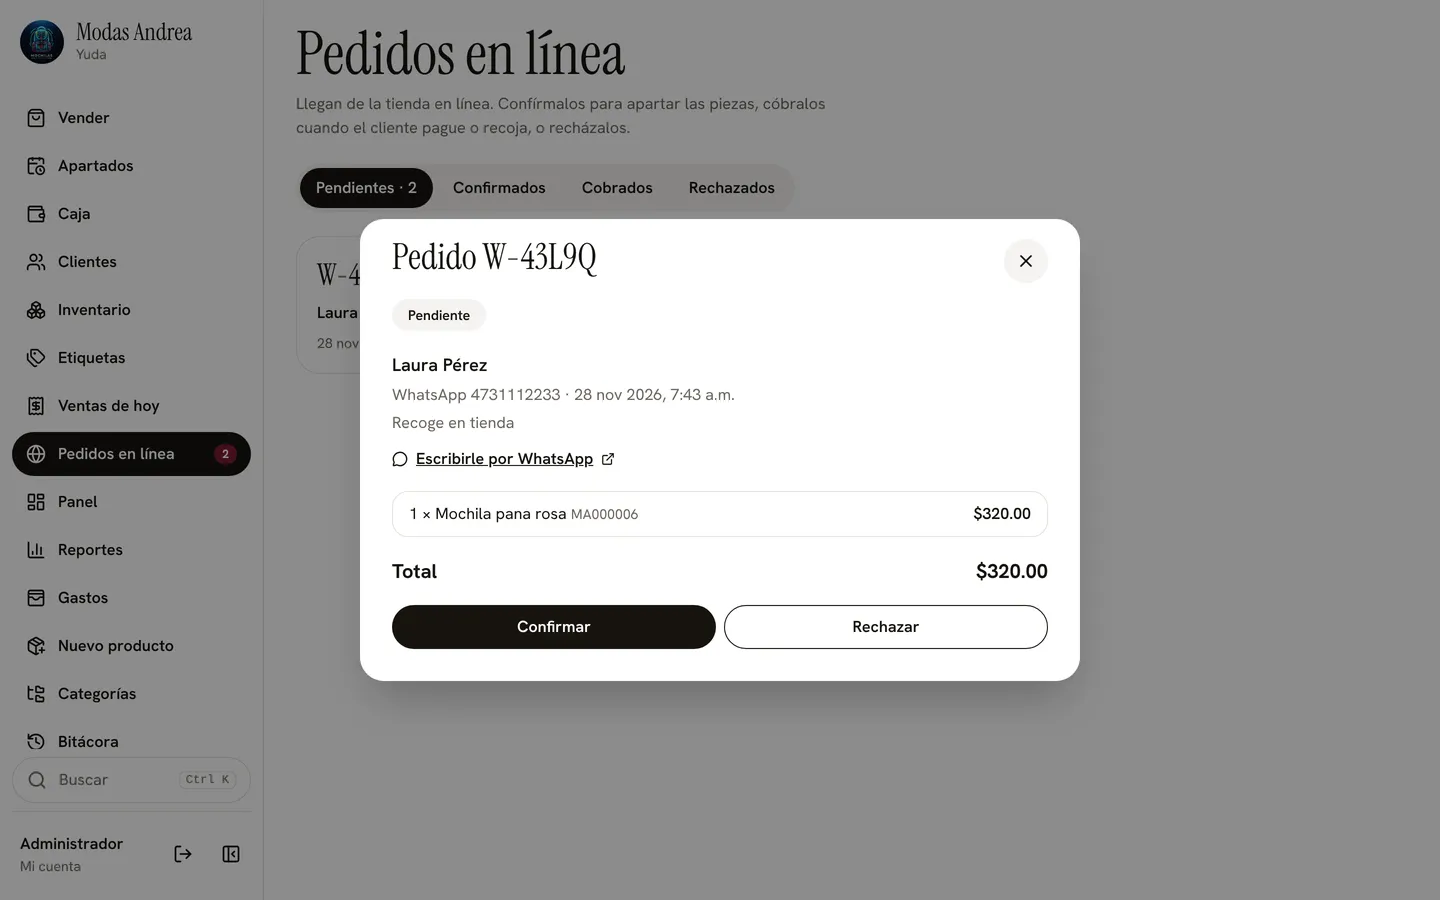 Modas Andrea
Yuda
Vender
Apartados
Caja
Clientes
Inventario
Etiquetas
Ventas de hoy
Pedidos en línea 2
Panel
Reportes
Gastos
Nuevo producto
Categorías
Bitácora
Buscar Ctrl K
Administrador
Mi cuenta
Pedidos en línea
Llegan de la tienda en línea. Confírmalos para apartar las piezas, cóbralos
cuando el cliente pague o recoja, o recházalos.
Pendientes · 2 Confirmados Cobrados Rechazados
W-4
Laura
28 nov
Pedido W-43L9Q
Pendiente
Laura Pérez
WhatsApp 4731112233 · 28 nov 2026, 7:43 a.m.
Recoge en tienda
Escribirle por WhatsApp
1 × Mochila pana rosa MA000006 $320.00
Total $320.00
Confirmar Rechazar